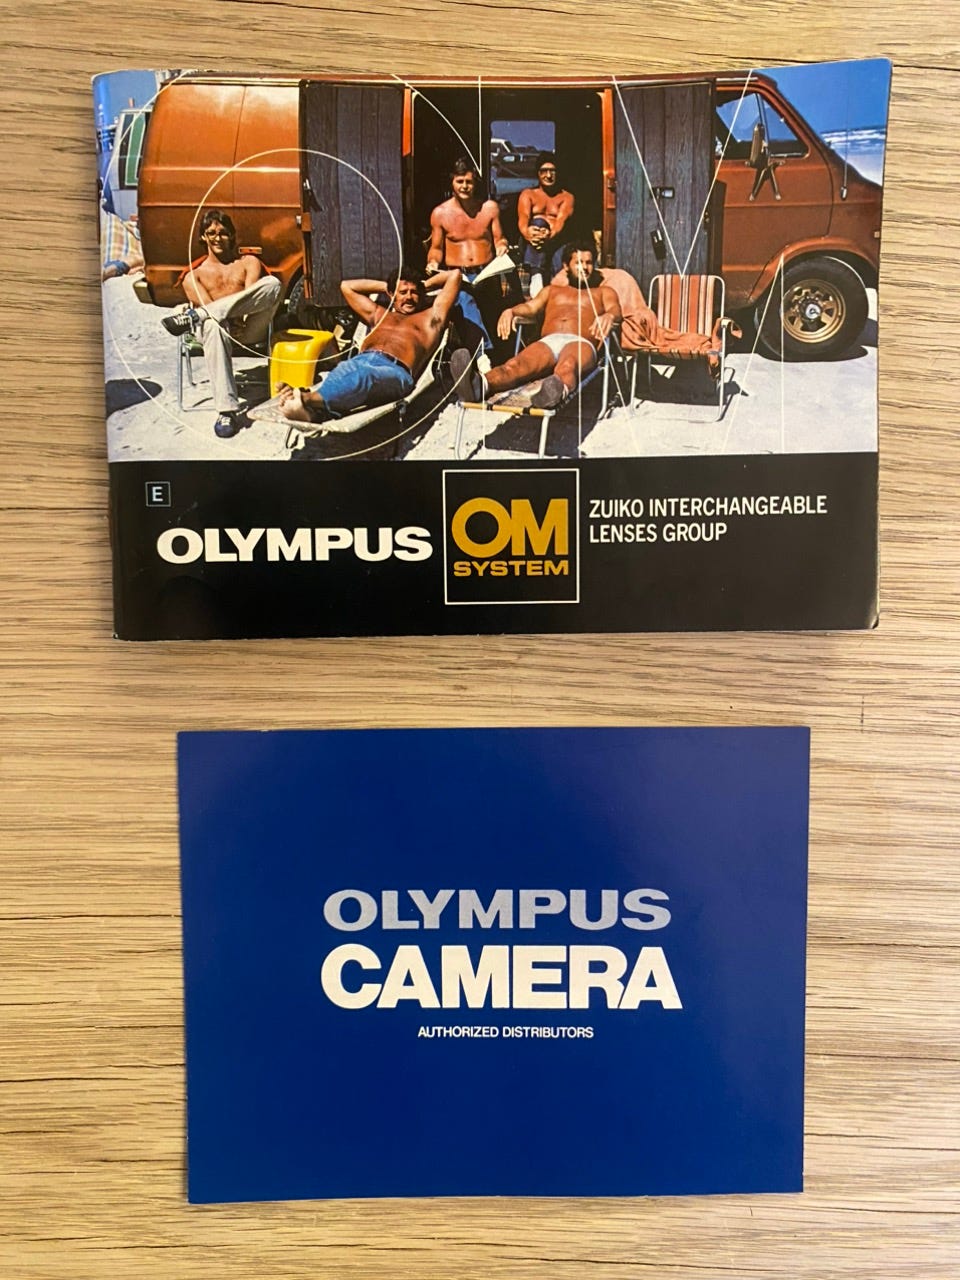 E
OLYMPUS
OM
SYSTEM
ZUIKO INTERCHANGEABLE
LENSES GROUP
OLYMPUS
CAMERA
AUTHORIZED DISTRIBUTORS